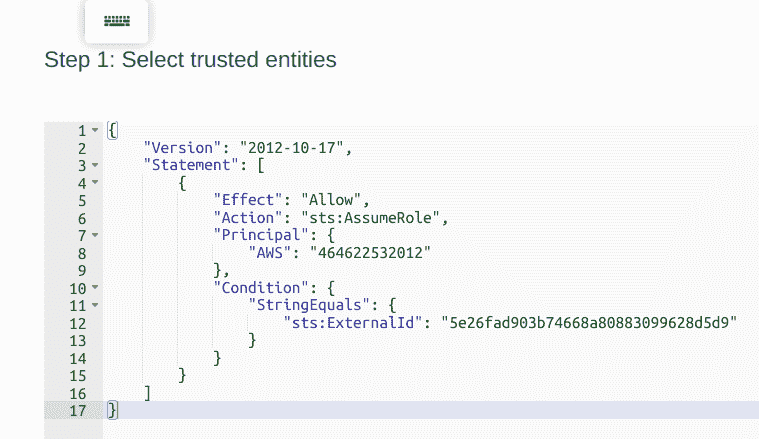 Step 1: Select trusted entities
1 {
2 "Version": "2012-10-17",
3 "Statement": [
4 {
5 "Effect": "Allow",
6 "Action": "sts:AssumeRole",
7 "Principal": {
8 "AWS": "464622532012"
9 },
10 "Condition": {
11 "StringEquals": {
12 "sts:ExternalId": "5e26fad903b74668a80883099628d5d9"
13 }
14 }
15 }
16 ]
17 }